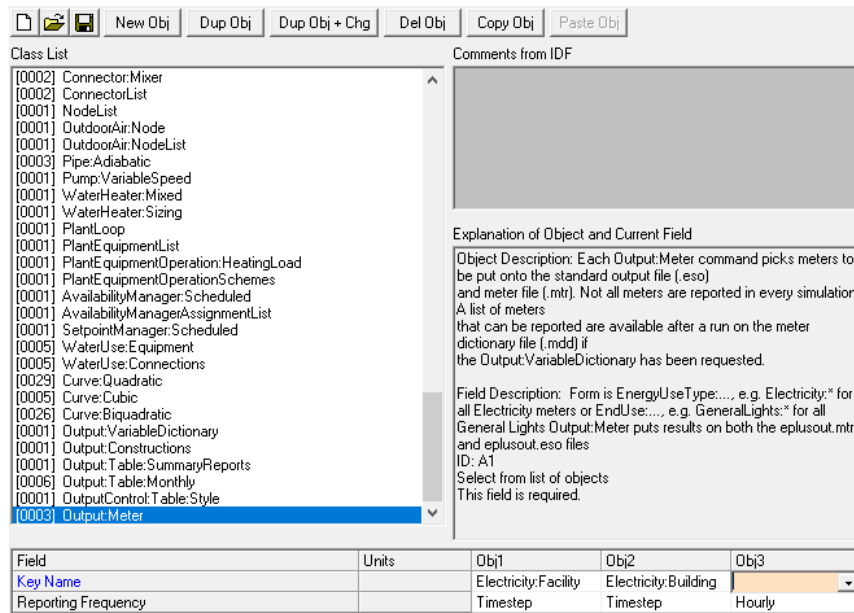 New Obj Dup Obj Dup Obj + Chg Del Obj Copy Obj Paste Obj
Class List
[0002] Connector:Mixer
[0002] ConnectorList
[0001] NodeList
[0001] OutdoorAir:Node
[0001] OutdoorAir:NodeList
[0003] Pipe:Adiabatic
[0001] Pump:VariableSpeed
[0001] WaterHeater:Mixed
[0001] WaterHeater:Sizing
[0001] PlantLoop
[0001] PlantEquipmentList
[0001] PlantEquipmentOperation:HeatingLoad
[0001] PlantEquipmentOperationSchemes
[0001] AvailabilityManager:Scheduled
[0001] AvailabilityManagerAssignmentList
[0001] SetpointManager:Scheduled
[0005] WaterUse:Equipment
[0005] WaterUse:Connections
[0029] Curve:Quadratic
[0005] Curve:Cubic
[0026] Curve:Biquadratic
[0001] Output:VariableDictionary
[0001] Output:Constructions
[0001] Output:Table:SummaryReports
[0006] Output:Table:Monthly
[0001] OutputControl:Table:Style
[0003] Output:Meter
Comments from IDF
Explanation of Object and Current Field
Object Description: Each Output:Meter command picks meters to
be put onto the standard output file (.eso)
and meter file (.mtr). Not all meters are reported in every simulation
A list of meters
that can be reported are available after a run on the meter
dictionary file (.mdd) if
the Output:VariableDictionary has been requested.
Field Description: Form is EnergyUseType:..., e.g. Electricity:* for
all Electricity meters or EndUse:..., e.g. GeneralLights:* for all
General Lights Output:Meter puts results on both the eplusout.mtr
and eplusout.eso files
ID: A1
Select from list of objects
This field is required.
Field Units Obj1 Obj2 Obj3
Key Name Electricity:Facility Electricity:Building
Reporting Frequency Timestep Timestep Hourly